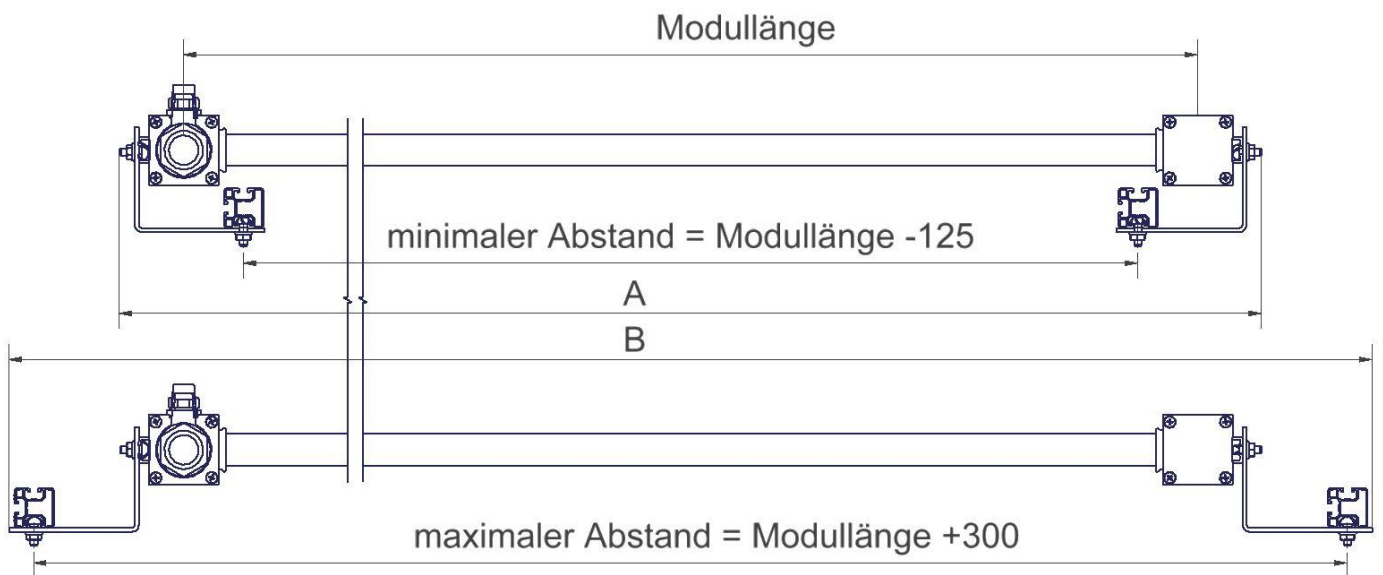 Modullänge
minimaler Abstand = Modullänge -125
A
B
maximaler Abstand = Modullänge +300